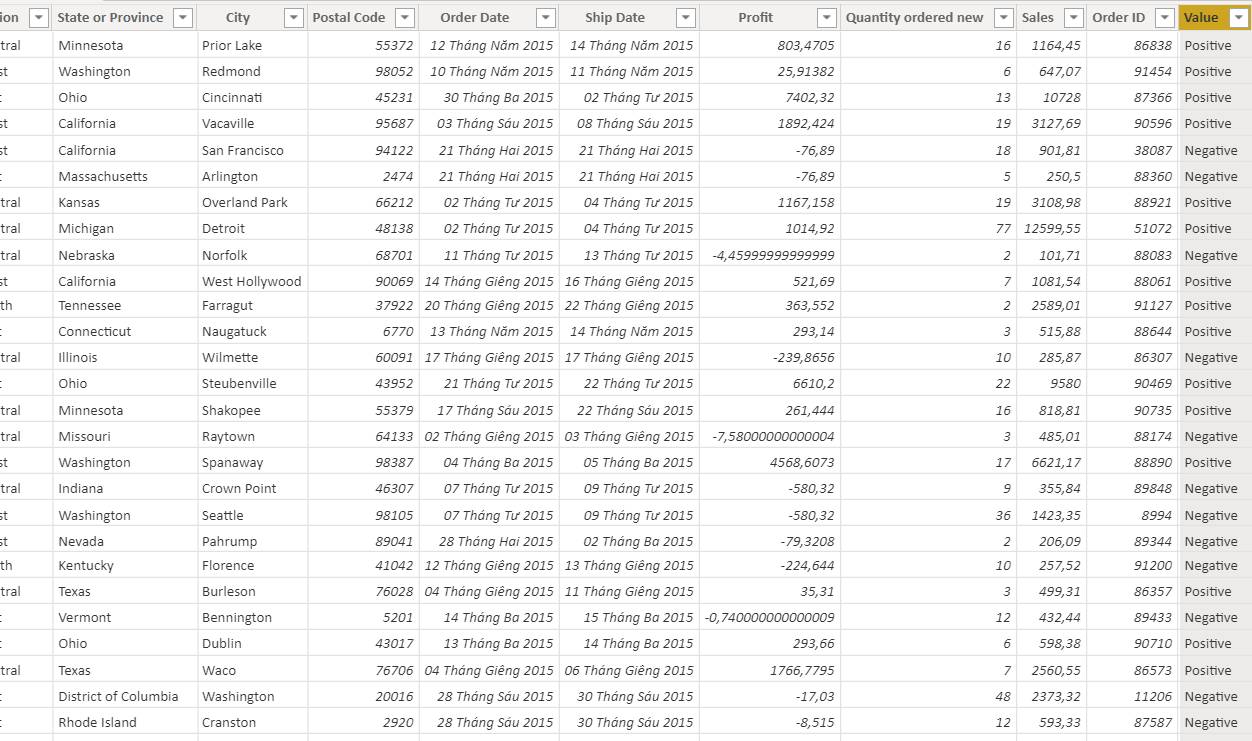 ion State or Province City Postal Code Order Date Ship Date Profit Quantity ordered new Sales Order ID Value
tral Minnesota Prior Lake 55372 12 Tháng Năm 2015 14 Tháng Năm 2015 803,4705 16 1164,45 86838 Positive
st Washington Redmond 98052 10 Tháng Năm 2015 11 Tháng Năm 2015 25,91382 6 647,07 91454 Positive
t Ohio Cincinnati 45231 30 Tháng Ba 2015 02 Tháng Tư 2015 7402,32 13 10728 87366 Positive
st California Vacaville 95687 03 Tháng Sáu 2015 08 Tháng Sáu 2015 1892,424 19 3127,69 90596 Positive
st California San Francisco 94122 21 Tháng Hai 2015 21 Tháng Hai 2015 -76,89 18 901,81 38087 Negative
t Massachusetts Arlington 2474 21 Tháng Hai 2015 21 Tháng Hai 2015 -76,89 5 250,5 88360 Negative
tral Kansas Overland Park 66212 02 Tháng Tư 2015 04 Tháng Tư 2015 1167,158 19 3108,98 88921 Positive
tral Michigan Detroit 48138 02 Tháng Tư 2015 04 Tháng Tư 2015 1014,92 77 12599,55 51072 Positive
tral Nebraska Norfolk 68701 11 Tháng Tư 2015 13 Tháng Tư 2015 -4,45999999999999 2 101,71 88083 Negative
st California West Hollywood 90069 14 Tháng Giêng 2015 16 Tháng Giêng 2015 521,69 7 1081,54 88061 Positive
th Tennessee Farragut 37922 20 Tháng Giêng 2015 22 Tháng Giêng 2015 363,552 2 2589,01 91127 Positive
t Connecticut Naugatuck 6770 13 Tháng Năm 2015 14 Tháng Năm 2015 293,14 3 515,88 88644 Positive
tral Illinois Wilmette 60091 17 Tháng Giêng 2015 17 Tháng Giêng 2015 -239,8656 10 285,87 86307 Negative
t Ohio Steubenville 43952 21 Tháng Tư 2015 22 Tháng Tư 2015 6610,2 22 9580 90469 Positive
tral Minnesota Shakopee 55379 17 Tháng Sáu 2015 22 Tháng Sáu 2015 261,444 16 818,81 90735 Positive
tral Missouri Raytown 64133 02 Tháng Giêng 2015 03 Tháng Giêng 2015 -7,58000000000004 3 485,01 88174 Negative
st Washington Spanaway 98387 04 Tháng Ba 2015 05 Tháng Ba 2015 4568,6073 17 6621,17 88890 Positive
tral Indiana Crown Point 46307 07 Tháng Tư 2015 09 Tháng Tư 2015 -580,32 9 355,84 89848 Negative
st Washington Seattle 98105 07 Tháng Tư 2015 09 Tháng Tư 2015 -580,32 36 1423,35 8994 Negative
st Nevada Pahrump 89041 28 Tháng Hai 2015 02 Tháng Ba 2015 -79,3208 2 206,09 89344 Negative
th Kentucky Florence 41042 12 Tháng Giêng 2015 13 Tháng Giêng 2015 -224,644 10 257,52 91200 Negative
tral Texas Burleson 76028 04 Tháng Giêng 2015 11 Tháng Giêng 2015 35,31 3 499,31 86357 Positive
t Vermont Bennington 5201 14 Tháng Ba 2015 15 Tháng Ba 2015 -0,740000000000009 12 432,44 89433 Negative
t Ohio Dublin 43017 13 Tháng Ba 2015 14 Tháng Ba 2015 293,66 6 598,38 90710 Positive
tral Texas Waco 76706 04 Tháng Giêng 2015 06 Tháng Giêng 2015 1766,7795 7 2560,55 86573 Positive
t District of Columbia Washington 20016 28 Tháng Sáu 2015 30 Tháng Sáu 2015 -17,03 48 2373,32 11206 Negative
t Rhode Island Cranston 2920 28 Tháng Sáu 2015 30 Tháng Sáu 2015 -8,515 12 593,33 87587 Negative